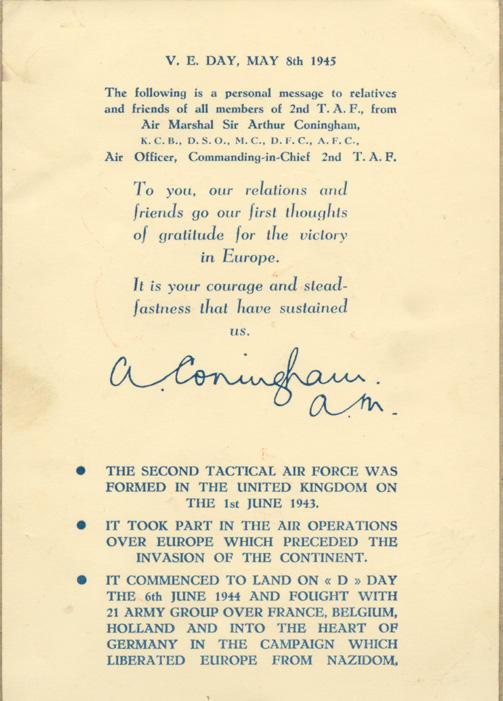 V. E. DAY, MAY 8th 1945
The following is a personal message to relatives
and friends of all members of 2nd T. A. F., from
Air Marshal Sir Arthur Coningham,
K. C. B., D. S. O., M. C., D. F. C., A. F. C.,
Air Officer, Commanding-in-Chief 2nd T. A. F.
To you, our relations and
friends go our first thoughts
of gratitude for the victory
in Europe.
It is your courage and stead-
fastness that have sustained
us.
A. Coningham.
A.M.
● THE SECOND TACTICAL AIR FORCE WAS
FORMED IN THE UNITED KINGDOM ON
THE 1st JUNE 1943.
● IT TOOK PART IN THE AIR OPERATIONS
OVER EUROPE WHICH PRECEDED THE
INVASION OF THE CONTINENT.
● IT COMMENCED TO LAND ON « D » DAY
THE 6th JUNE 1944 AND FOUGHT WITH
21 ARMY GROUP OVER FRANCE, BELGIUM,
HOLLAND AND INTO THE HEART OF
GERMANY IN THE CAMPAIGN WHICH
LIBERATED EUROPE FROM NAZIDOM.